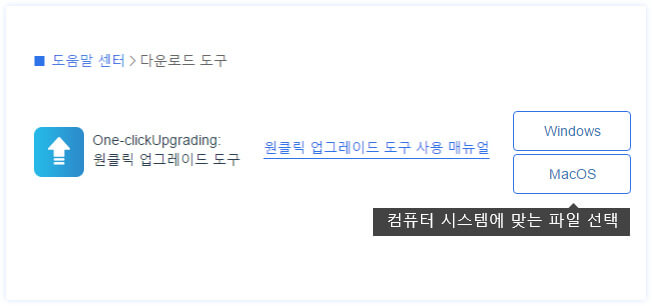 도움말 센터 > 다운로드 도구
One-clickUpgrading:
원클릭 업그레이드 도구
원클릭 업그레이드 도구 사용 매뉴얼
Windows
MacOS
컴퓨터 시스템에 맞는 파일 선택